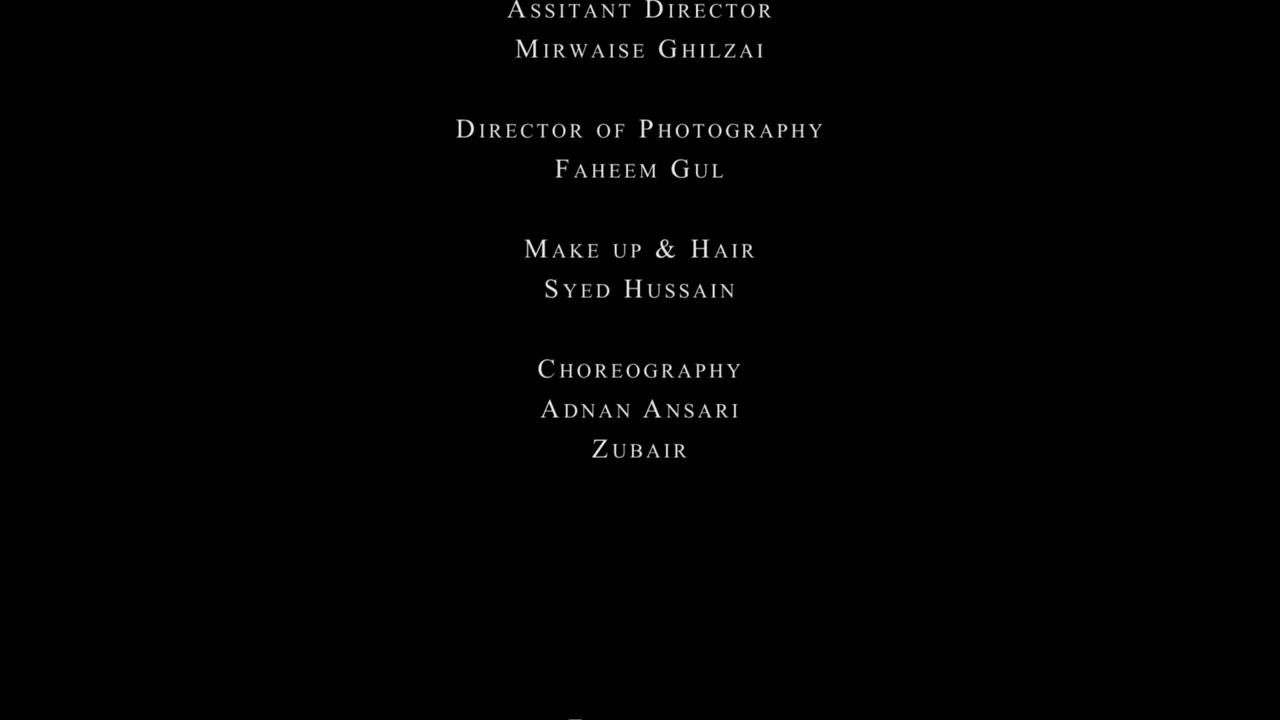 Assitant Director
Mirwaise Ghilzai
Director of Photography
Faheem Gul
Make up & Hair
Syed Hussain
Choreography
Adnan Ansari
Zubair